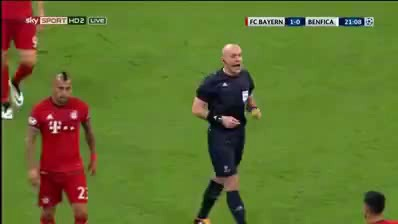 sky SPORT HD2 LIVE
FC BAYERN 1:0 BENFICA 21:08
T
23